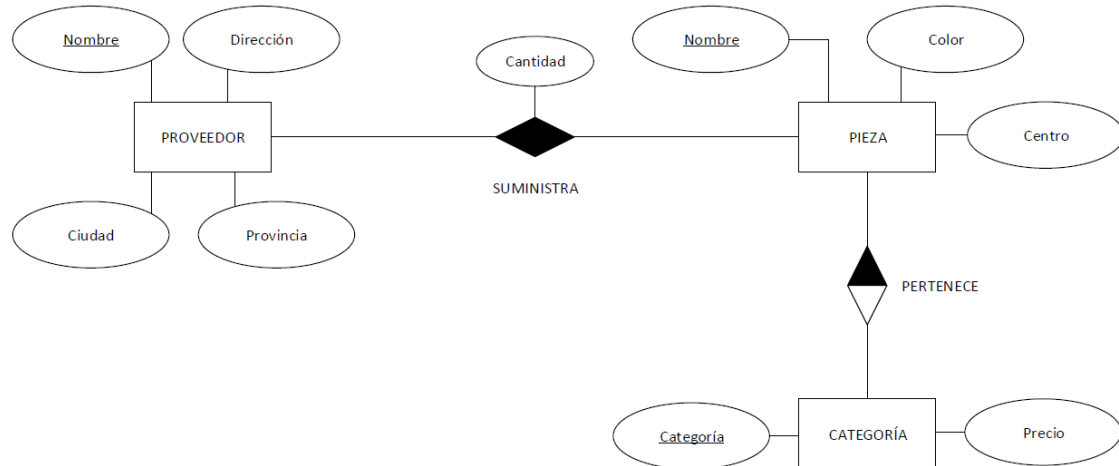 Nombre
Dirección
Cantidad
Nombre
Color
PROVEEDOR
PIEZA
Centro
SUMINISTRA
Ciudad
Provincia
PERTENECE
Categoría
CATEGORÍA
Precio